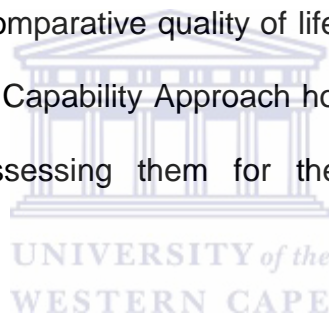 omparative quality of life
Capability Approach ho
ssessing them for the
UNIVERSITY of the
WESTERN CAPE